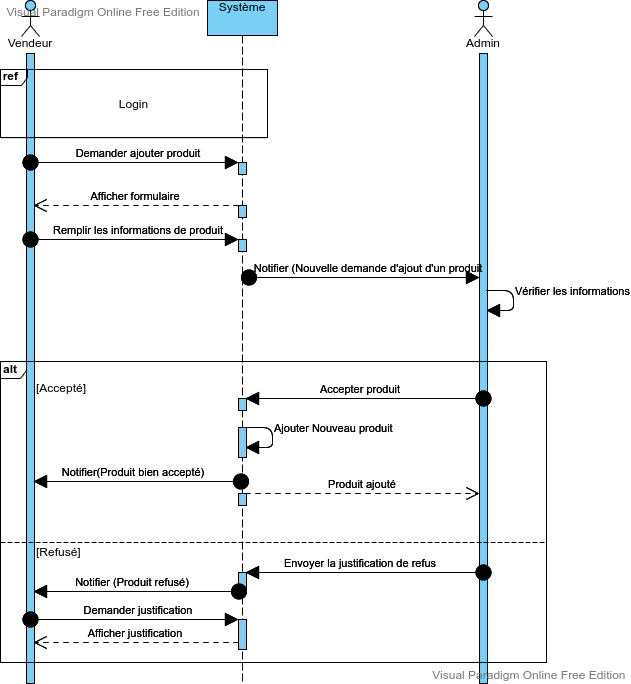 Visual Paradigm Online Free Edition
Système
Vendeur
Admin
ref
Login
Demander ajouter produit
Afficher formulaire
Remplir les informations de produit
Notifier (Nouvelle demande d'ajout d'un produit
Vérifier les informations
alt
[Accepté]
Accepter produit
Ajouter Nouveau produit
Notifier(Produit bien accepté)
Produit ajouté
[Refusé]
Envoyer la justification de refus
Notifier (Produit refusé)
Demander justification
Afficher justification
Visual Paradigm Online Free Edition